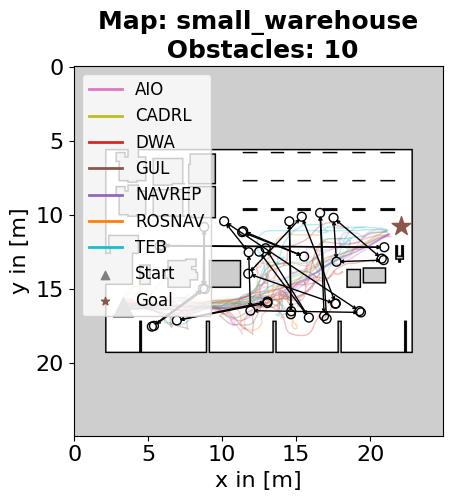 Map: small_warehouse
Obstacles: 10
AIO
CADRL
DWA
GUL
NAVREP
ROSNAV
TEB
Start
Goal
0
5
10
15
20
y in [m]
0
5
10
15
20
x in [m]